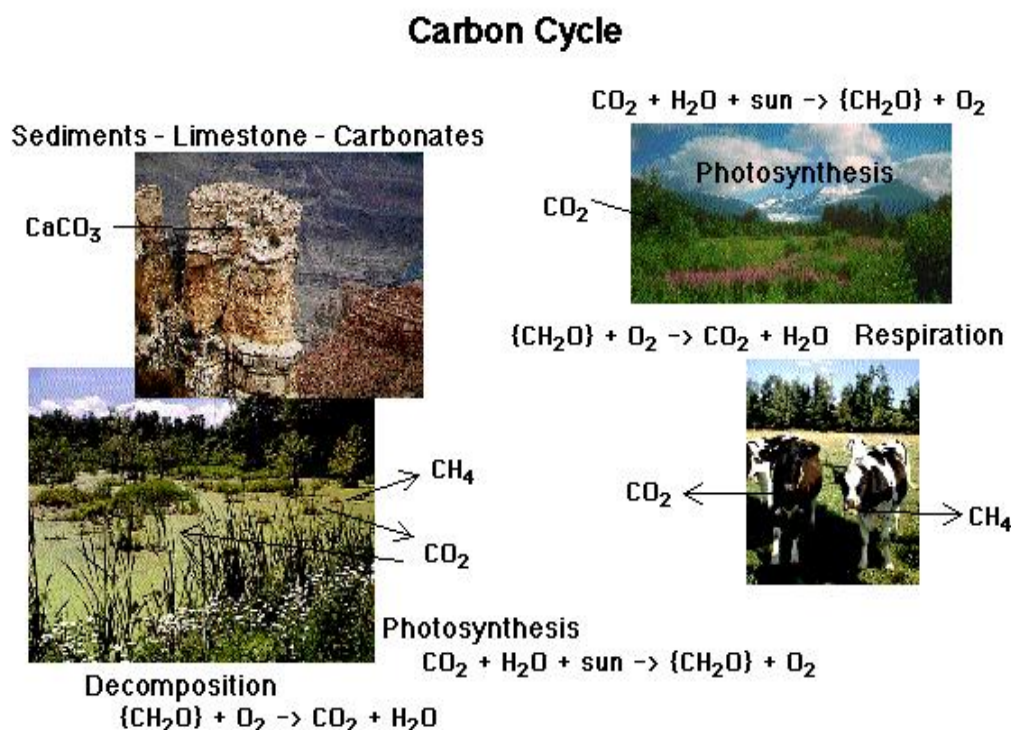 Carbon Cycle
CO₂ + H₂O + sun -> {CH₂O} + O₂
Sediments - Limestone - Carbonates
Photosynthesis
CO₂
CaCO₃
{CH₂O} + O₂ -> CO₂ + H₂O Respiration
CH₄
CO₂
CO₂
CH₄
Photosynthesis
CO₂ + H₂O + sun -> {CH₂O} + O₂
Decomposition
{CH₂O} + O₂ -> CO₂ + H₂O